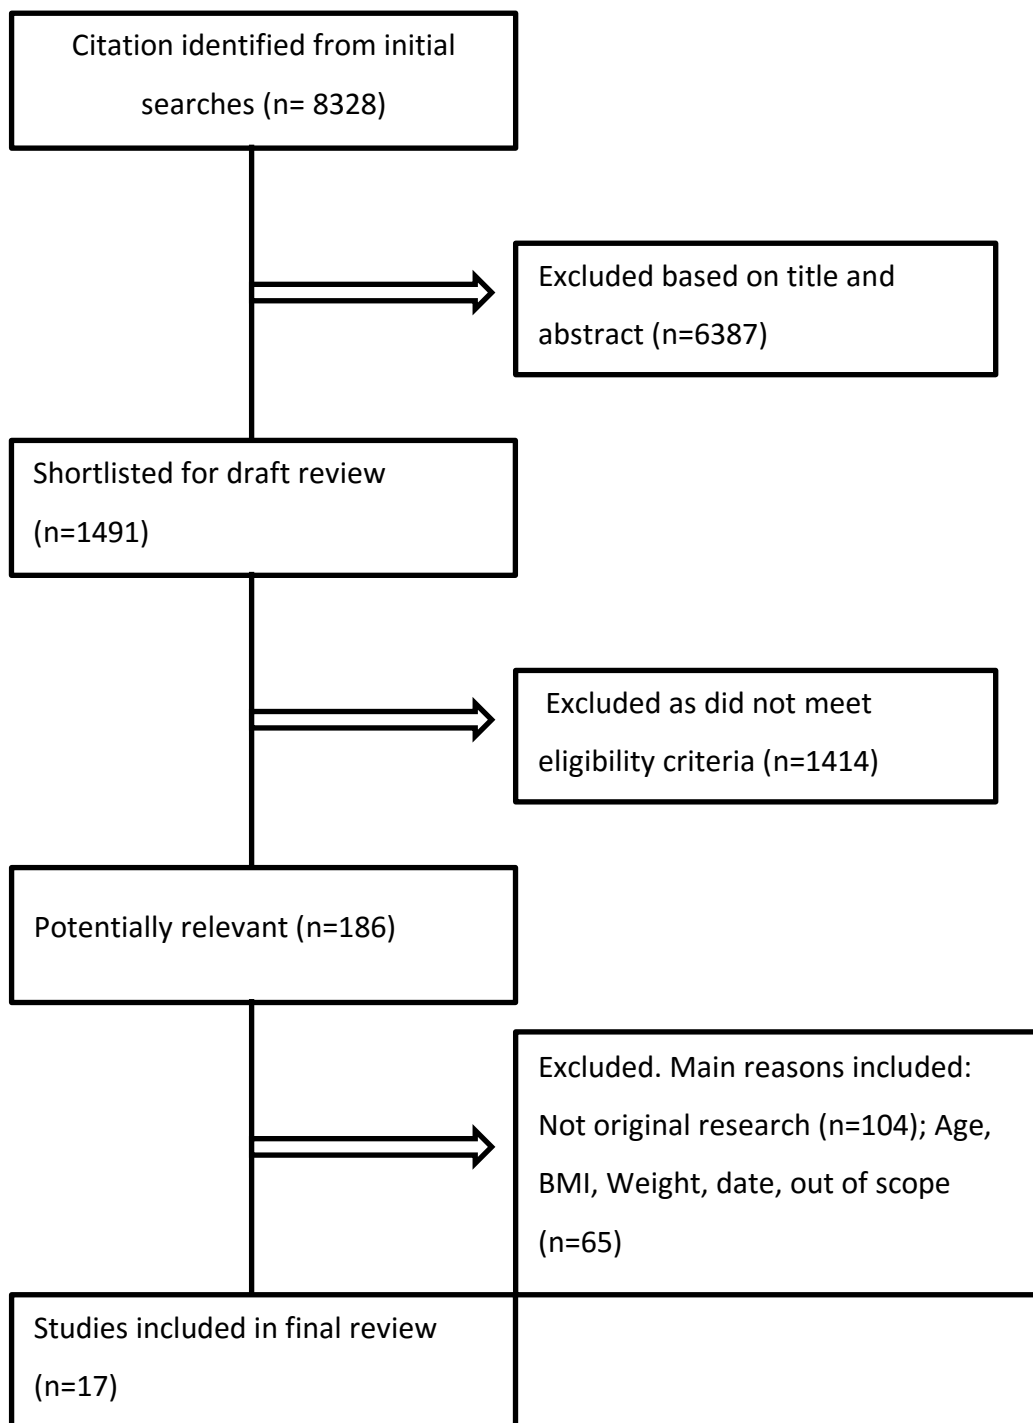 Citation identified from initial
searches (n= 8328)
Excluded based on title and
abstract (n=6387)
Shortlisted for draft review
(n=1491)
Excluded as did not meet
eligibility criteria (n=1414)
Potentially relevant (n=186)
Excluded. Main reasons included:
Not original research (n=104); Age,
BMI, Weight, date, out of scope
(n=65)
Studies included in final review
(n=17)